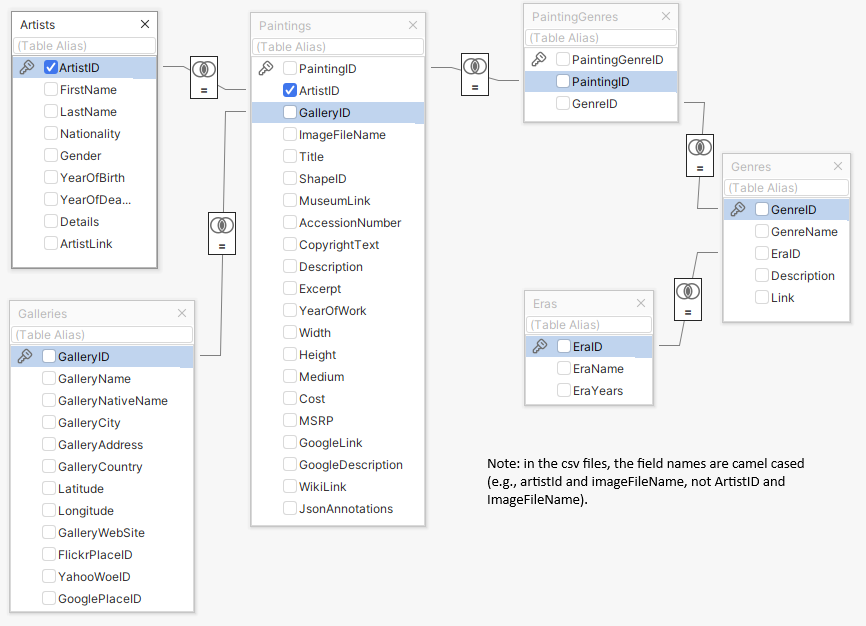 Artists
(Table Alias)
ArtistID
FirstName
LastName
Nationality
Gender
YearOfBirth
YearOfDea...
Details
ArtistLink
Galleries
(Table Alias)
GalleryID
GalleryName
GalleryNativeName
GalleryCity
GalleryAddress
GalleryCountry
Latitude
Longitude
GalleryWebSite
FlickrPlaceID
YahooWoeID
GooglePlaceID
Paintings
(Table Alias)
PaintingID
ArtistID
GalleryID
ImageFileName
Title
ShapeID
MuseumLink
AccessionNumber
CopyrightText
Description
Excerpt
YearOfWork
Width
Height
Medium
Cost
MSRP
GoogleLink
GoogleDescription
WikiLink
JsonAnnotations
PaintingGenres
(Table Alias)
PaintingGenreID
PaintingID
GenreID
Genres
(Table Alias)
GenreID
GenreName
EraID
Description
Link
Eras
(Table Alias)
EraID
EraName
EraYears
=
=
=
=
=
Note: in the csv files, the field names are camel cased
(e.g., artistId and imageFileName, not ArtistID and
ImageFileName).